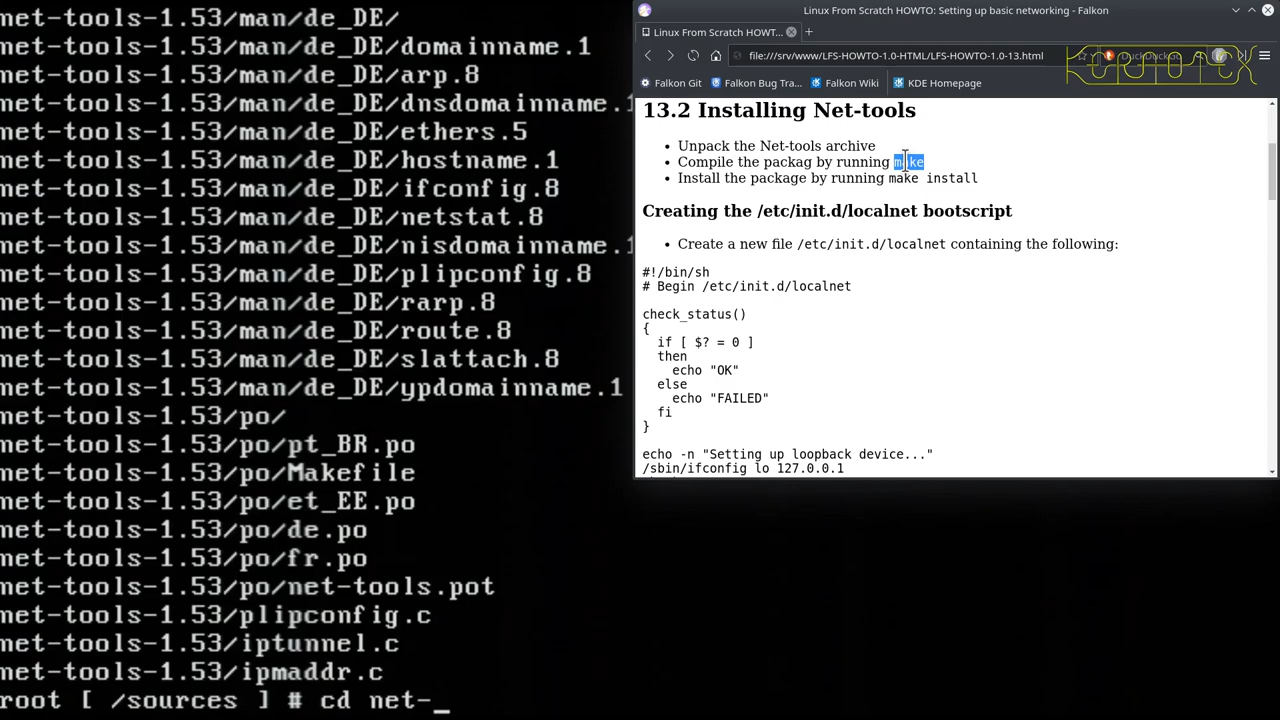 net-tools-1.53/man/de_DE/
net-tools-1.53/man/de_DE/domainname.1
net-tools-1.53/man/de_DE/arp.8
net-tools-1.53/man/de_DE/dnsdomainname.1
net-tools-1.53/man/de_DE/ethers.5
net-tools-1.53/man/de_DE/hostname.1
net-tools-1.53/man/de_DE/ifconfig.8
net-tools-1.53/man/de_DE/netstat.8
net-tools-1.53/man/de_DE/nisdomainname.1
net-tools-1.53/man/de_DE/plipconfig.8
net-tools-1.53/man/de_DE/rarp.8
net-tools-1.53/man/de_DE/route.8
net-tools-1.53/man/de_DE/slattach.8
net-tools-1.53/man/de_DE/ypdomainname.1
net-tools-1.53/po/
net-tools-1.53/po/pt_BR.po
net-tools-1.53/po/Makefile
net-tools-1.53/po/et_EE.po
net-tools-1.53/po/de.po
net-tools-1.53/po/fr.po
net-tools-1.53/po/net-tools.pot
net-tools-1.53/plipconfig.c
net-tools-1.53/iptunnel.c
net-tools-1.53/ipmaddr.c
root [ /sources ] # cd net-_
Linux From Scratch HOWTO: Setting up basic networking - Falkon
Linux From Scratch HOWT...
file:///srv/www/LFS-HOWTO-1.0-HTML/LFS-HOWTO-1.0-13.html
Falkon Git Falkon Bug Tra... Falkon Wiki KDE Homepage
13.2 Installing Net-tools
• Unpack the Net-tools archive
• Compile the packag by running make
• Install the package by running make install
Creating the /etc/init.d/localnet bootscript
• Create a new file /etc/init.d/localnet containing the following:
#!/bin/sh
# Begin /etc/init.d/localnet
check_status()
{
if [ $? = 0 ]
then
echo "OK"
else
echo "FAILED"
fi
}
echo -n "Setting up loopback device..."
/sbin/ifconfig lo 127.0.0.1